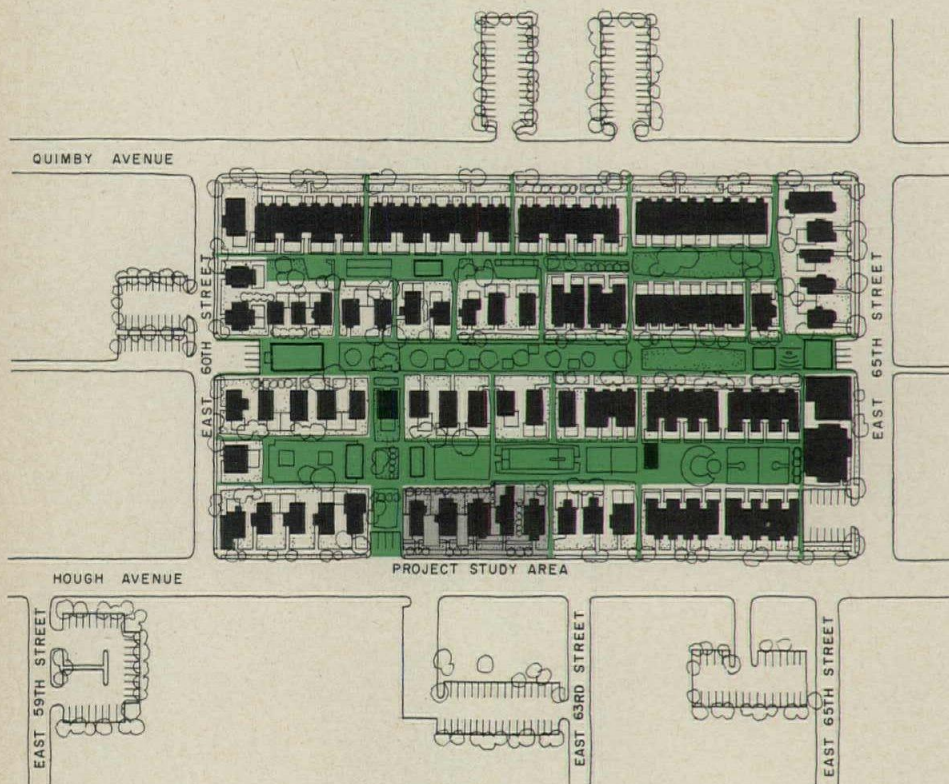 QUIMBY AVENUE
EAST 60TH STREET
EAST 65TH STREET
PROJECT STUDY AREA
HOUGH AVENUE
EAST 59TH STREET
EAST 63RD STREET
EAST 65TH STREET